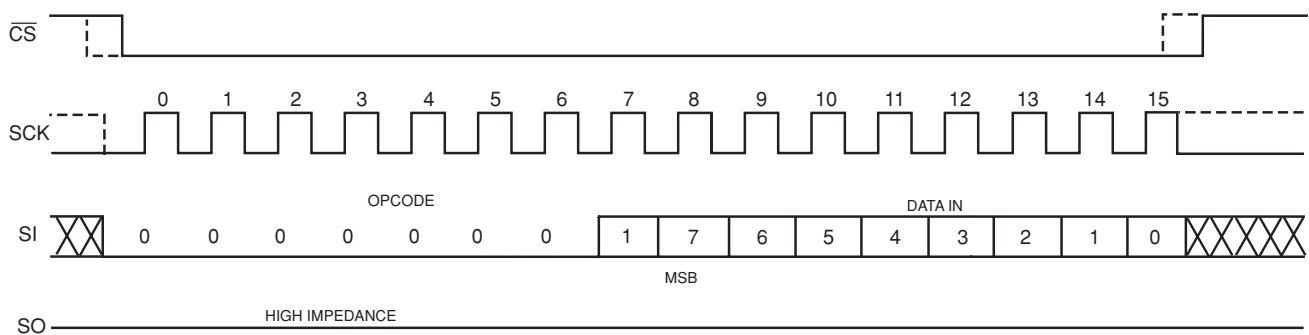 CS
0 1 2 3 4 5 6 7 8 9 10 11 12 13 14 15
SCK
OPCODE DATA IN
SI 0 0 0 0 0 0 0 1 7 6 5 4 3 2 1 0
MSB
HIGH IMPEDANCE
SO